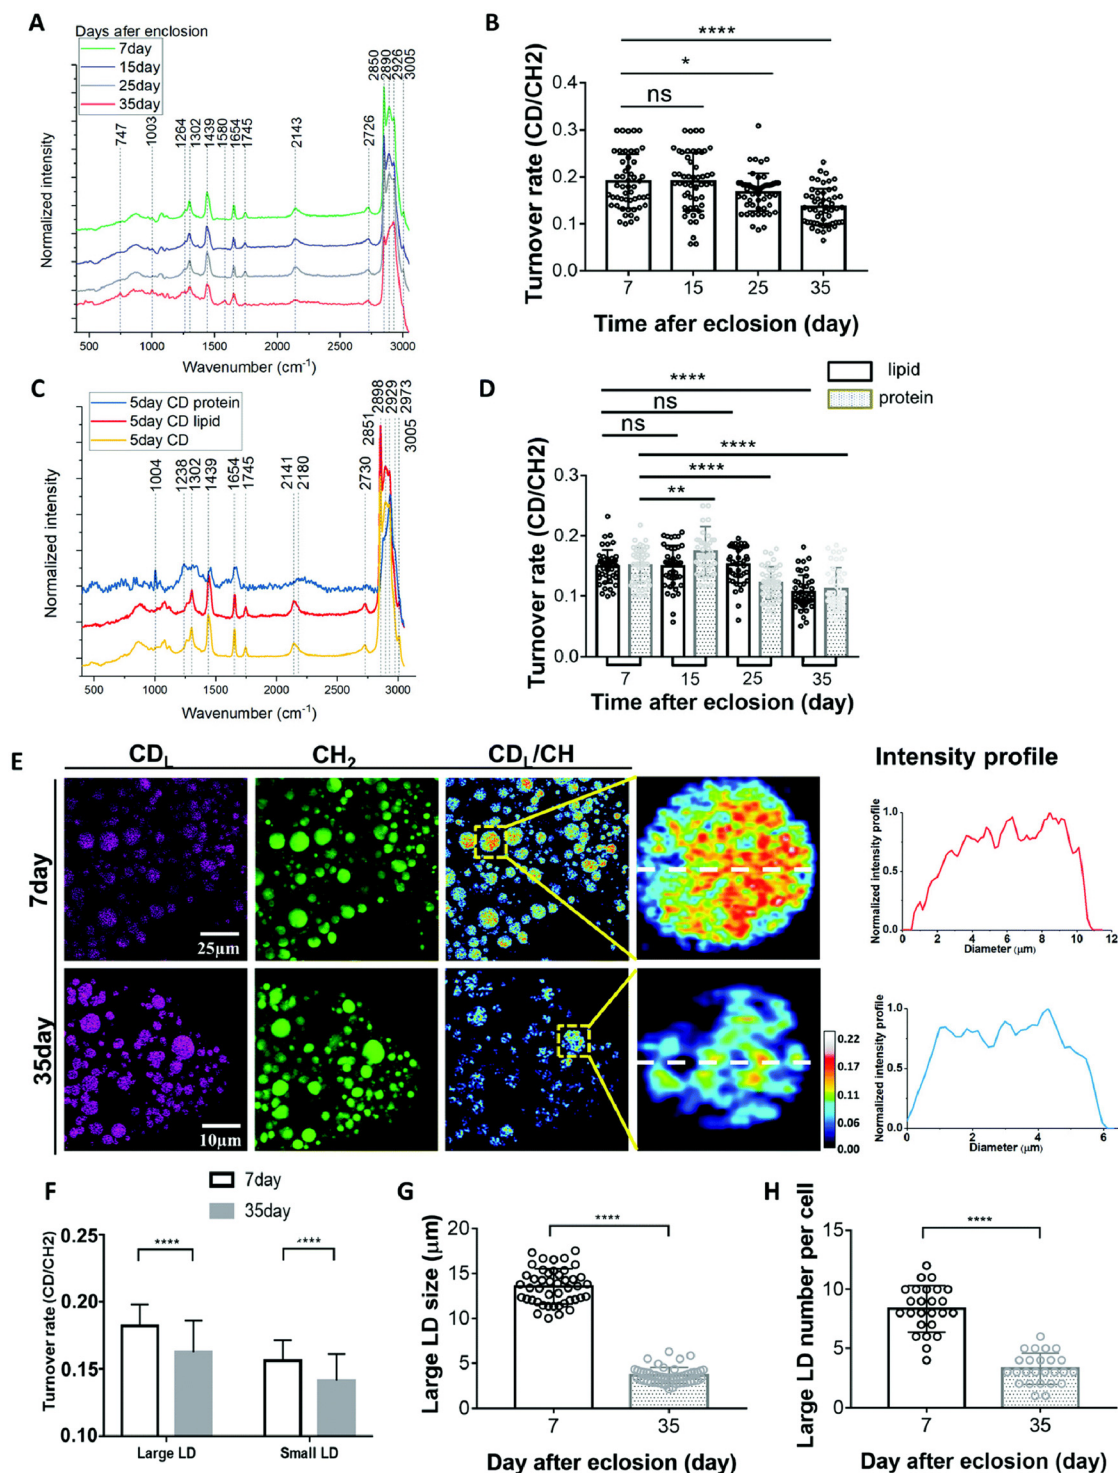 A
Days afer enclosion
7day
15day
25day
35day
747
1003
1264
1302
1439
1580
1654
1745
2143
2726
2850
2890
2926
3005
Normalized intensity
500 1000 1500 2000 2500 3000
Wavenumber (cm-1)
B
****
*
ns
Turnover rate (CD/CH2)
0.4
0.3
0.2
0.1
0.0
7 15 25 35
Time afer eclosion (day)
C
5day CD protein
5day CD lipid
5day CD
1004
1238
1302
1439
1654
1745
2141
2180
2730
2851
2898
2929
2973
3005
Normalized intensity
500 1000 1500 2000 2500 3000
Wavenumber (cm-1)
D
lipid
protein
****
ns
ns
****
****
**
Turnover rate (CD/CH2)
0.3
0.2
0.1
0.0
7 15 25 35
Time after eclosion (day)
E
CDL CH2 CDL/CH Intensity profile
7day
25μm
35day
10μm
0.22
0.17
0.11
0.06
0.00
Normalized intensity profile
1.0
0.5
0.0
0 2 4 6 8 10 12
Diameter (μm)
Normalized intensity profile
1.0
0.5
0
0 2 4 6
Diameter (μm)
F
7day
35day
Turnover rate (CD/CH2)
0.25
0.20
0.15
0.10
****
****
Large LD Small LD
G
****
Large LD size (μm)
20
15
10
5
0
7 35
Day after eclosion (day)
H
****
Large LD number per cell
15
10
5
0
7 35
Day after eclosion (day)